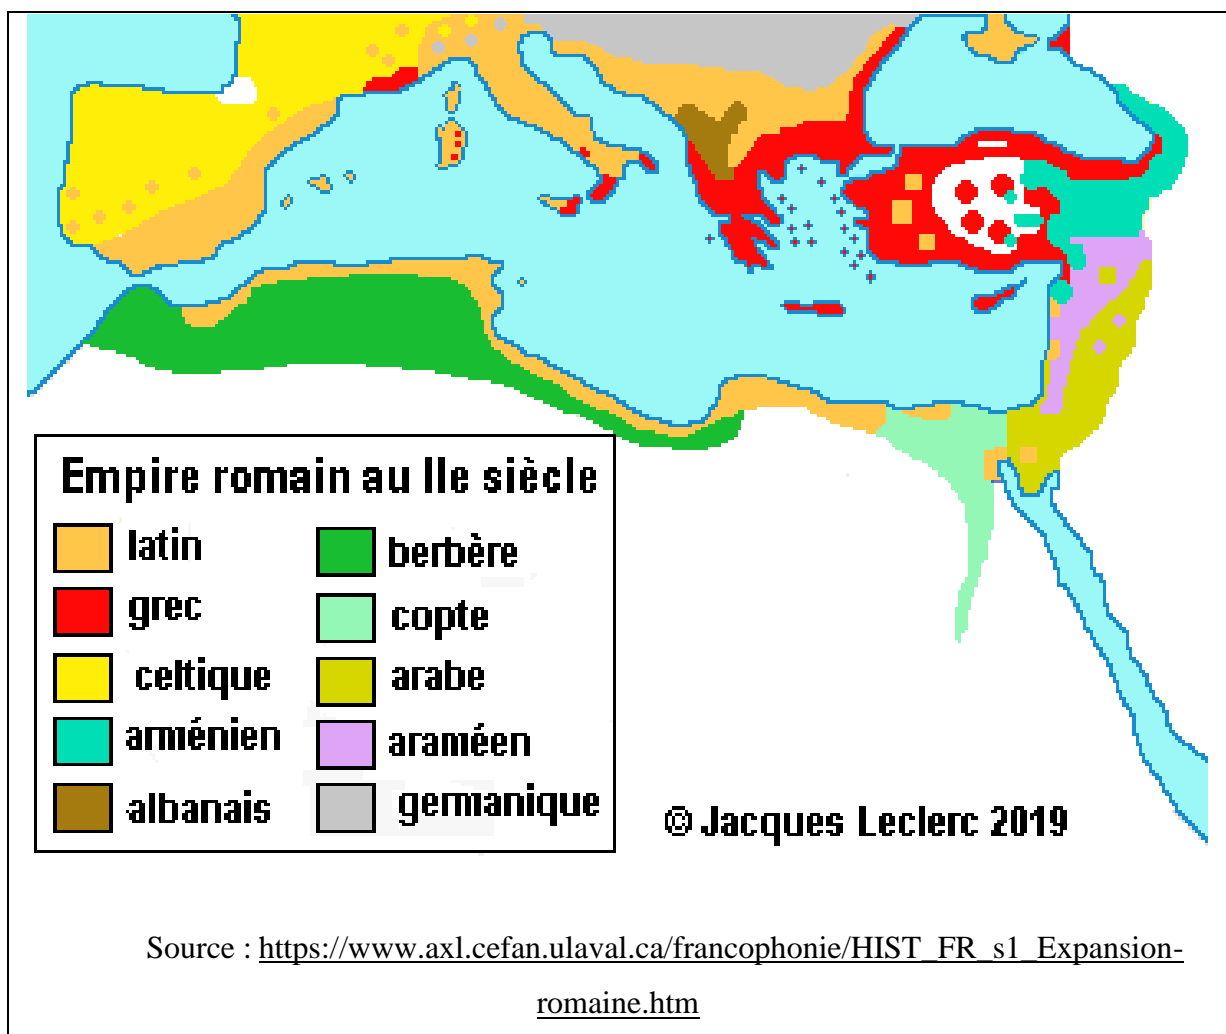 Empire romain au IIe siècle
latin
berbère
grec
copte
celtique
arabe
arménien
araméen
albanais
germanique
© Jacques Leclerc 2019
Source : https://www.axl.cefan.ulaval.ca/francophonie/HIST_FR_s1_Expansion-
romaine.htm